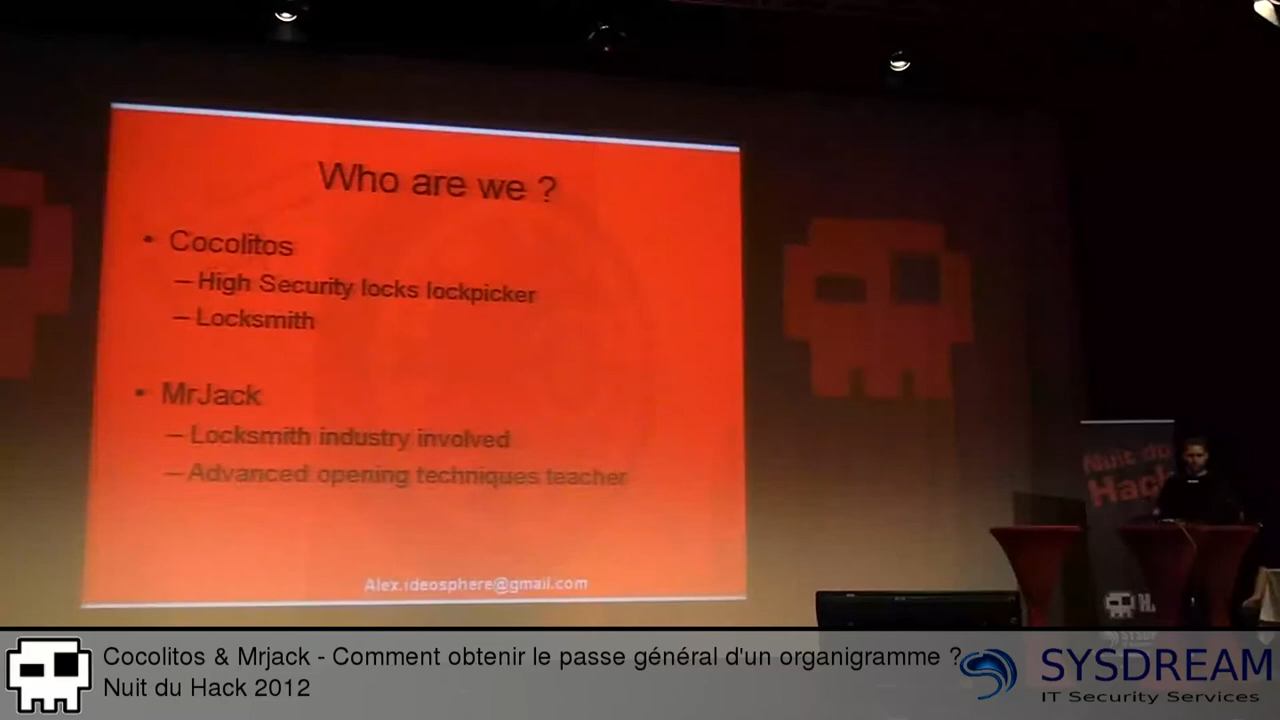 Who are we ?
• Cocolitos
– High Security locks lockpicker
– Locksmith
• MrJack
– Locksmith industry involved
– Advanced opening techniques teacher
Alex.ideosphere@gmail.com
Nuit du
Hack
Cocolitos & Mrjack - Comment obtenir le passe général d'un organigramme ?
Nuit du Hack 2012
SYSDREAM
IT Security Services